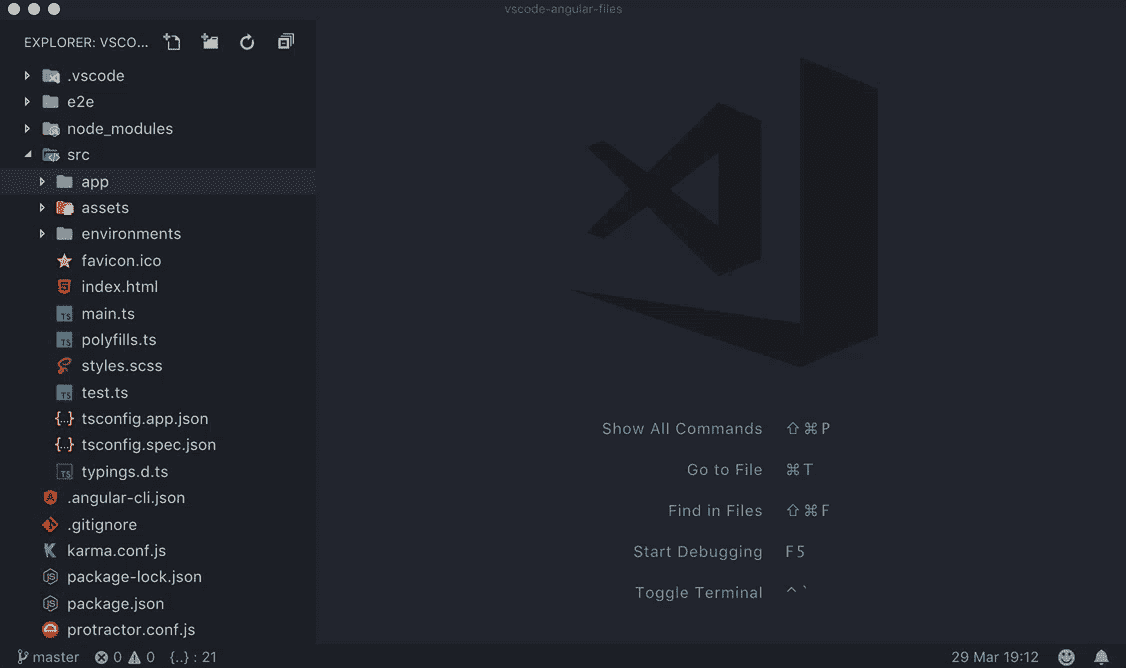 vscode-angular-files
EXPLORER: VSCO...
.vscode
e2e
node_modules
src
app
assets
environments
favicon.ico
index.html
main.ts
polyfills.ts
styles.scss
test.ts
{..} tsconfig.app.json
{..} tsconfig.spec.json
typings.d.ts
.angular-cli.json
.gitignore
karma.conf.js
package-lock.json
package.json
protractor.conf.js
Show All Commands ⇧⌘P
Go to File ⌘T
Find in Files ⇧⌘F
Start Debugging F5
Toggle Terminal ^`
master 0 0 {..} : 21 29 Mar 19:12